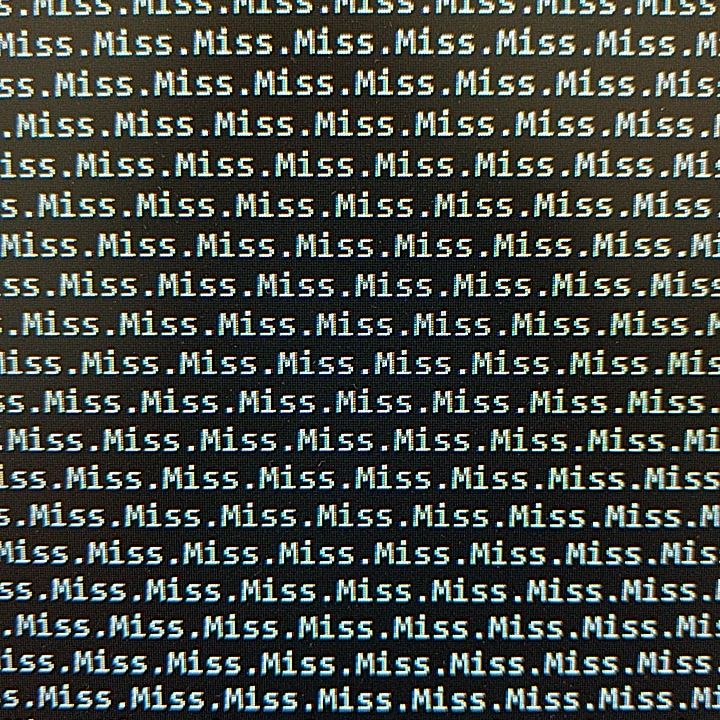 s.Miss.Miss.Miss.Miss.Miss.Miss.Miss
Miss.Miss.Miss.Miss.Miss.Miss.Miss.M
ss.Miss.Miss.Miss.Miss.Miss.Miss.Mis
.Miss.Miss.Miss.Miss.Miss.Miss.Miss.M
iss.Miss.Miss.Miss.Miss.Miss.Miss.Mis
s.Miss.Miss.Miss.Miss.Miss.Miss.Miss.
Miss.Miss.Miss.Miss.Miss.Miss.Miss.Mi
ss.Miss.Miss.Miss.Miss.Miss.Miss.Miss
.Miss.Miss.Miss.Miss.Miss.Miss.Miss.M
Miss.Miss.Miss.Miss.Miss.Miss.Miss.Mis
ss.Miss.Miss.Miss.Miss.Miss.Miss.Miss.
.Miss.Miss.Miss.Miss.Miss.Miss.Miss.Mi
iss.Miss.Miss.Miss.Miss.Miss.Miss.Miss
s.Miss.Miss.Miss.Miss.Miss.Miss.Miss.M
Miss.Miss.Miss.Miss.Miss.Miss.Miss.Mis
ss.Miss.Miss.Miss.Miss.Miss.Miss.Miss.
.Miss.Miss.Miss.Miss.Miss.Miss.Miss.Mi
iss.Miss.Miss.Miss.Miss.Miss.Miss.Miss
s.Miss.Miss.Miss.Miss.Miss.Miss.Miss.Mi